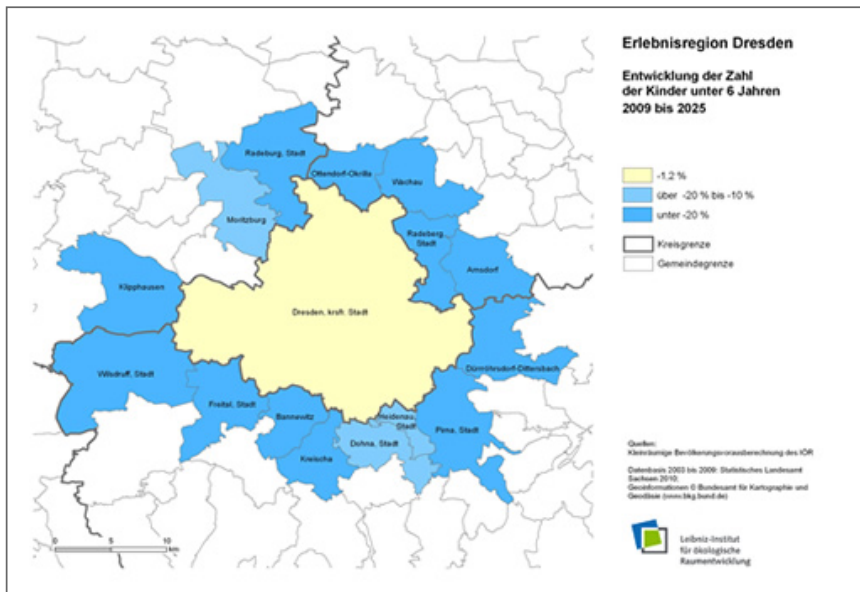 Erlebnisregion Dresden
Entwicklung der Zahl
der Kinder unter 6 Jahren
2009 bis 2025
-1,2 %
über -20 % bis -10 %
unter -20 %
Kreisgrenze
Gemeindegrenze
Radeburg, Stadt
Ottendorf-Okrilla
Wachau
Moritzburg
Radeberg,
Stadt
Arnsdorf
Klipphausen
Dresden, krsfr. Stadt
Wilsdruff, Stadt
Dürrröhrsdorf-Dittersbach
Freital, Stadt
Bannewitz
Heidenau,
Stadt
Pirna, Stadt
Dohna, Stadt
Kreischa
0 5 10
km
Quellen:
Kleinräumige Bevölkerungsvorausberechnung des IÖR
Datenbasis 2003 bis 2009: Statistisches Landesamt
Sachsen 2010;
Geoinformationen © Bundesamt für Kartographie und
Geodäsie (www.bkg.bund.de)
Leibniz-Institut
für ökologische
Raumentwicklung